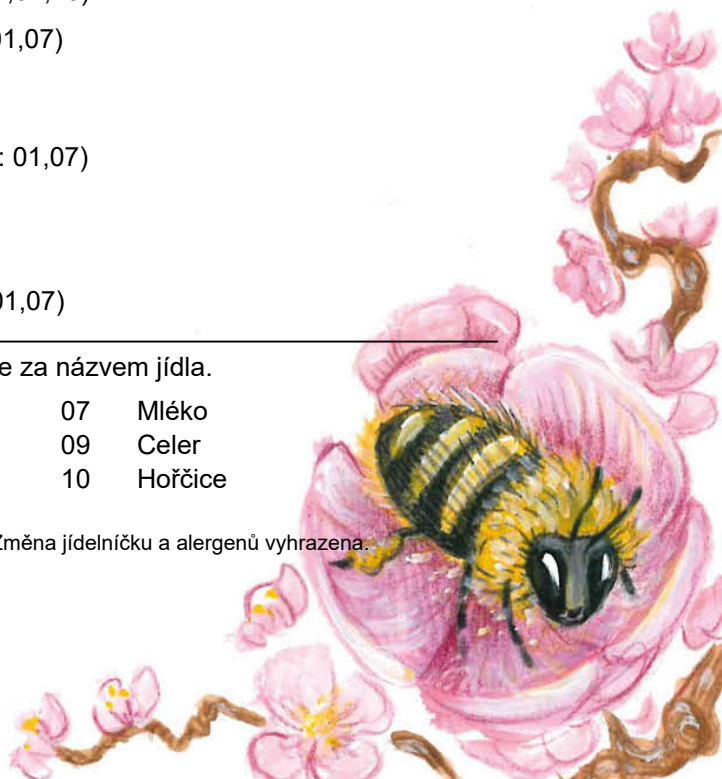 01,07)
: 01,07)
01,07)
e za názvem jídla.
07 Mléko
09 Celer
10 Hořčice
Změna jídelníčku a alergenů vyhrazena.